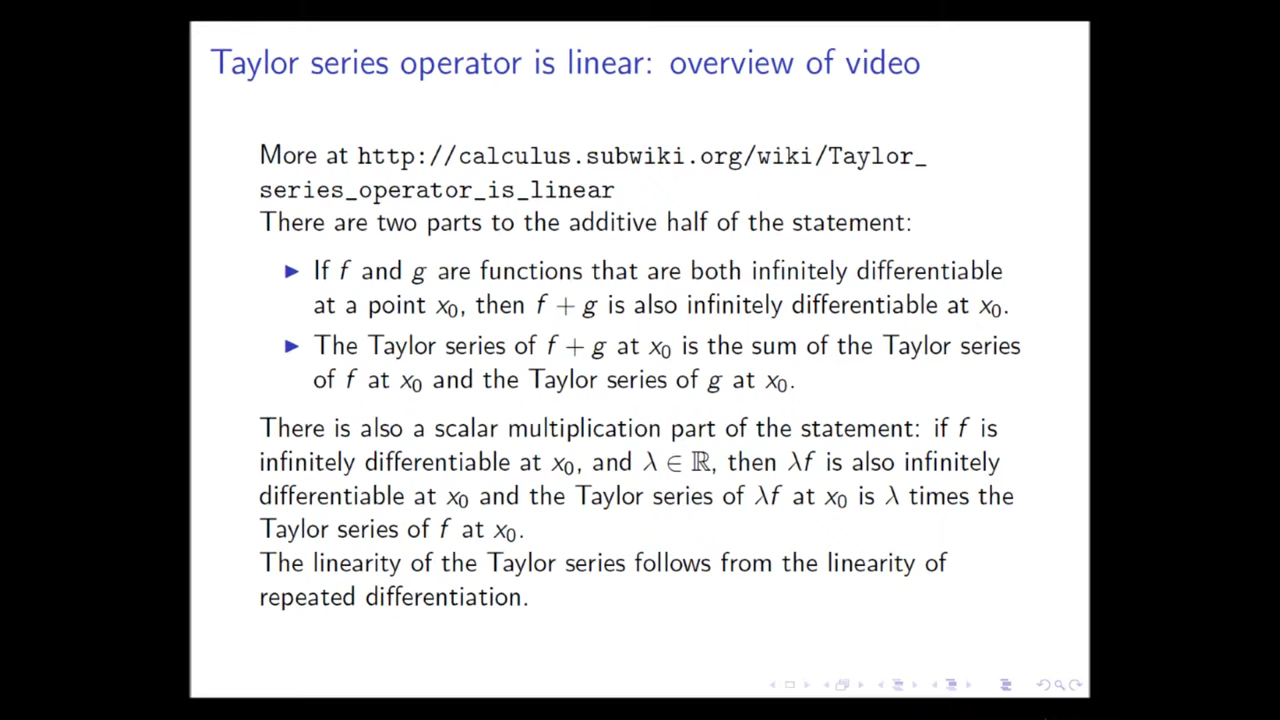 Taylor series operator is linear: overview of video
More at http://calculus.subwiki.org/wiki/Taylor_
series_operator_is_linear
There are two parts to the additive half of the statement:
▶ If f and g are functions that are both infinitely differentiable
at a point x₀, then f + g is also infinitely differentiable at x₀.
▶ The Taylor series of f + g at x₀ is the sum of the Taylor series
of f at x₀ and the Taylor series of g at x₀.
There is also a scalar multiplication part of the statement: if f is
infinitely differentiable at x₀, and λ ∈ ℝ, then λf is also infinitely
differentiable at x₀ and the Taylor series of λf at x₀ is λ times the
Taylor series of f at x₀.
The linearity of the Taylor series follows from the linearity of
repeated differentiation.